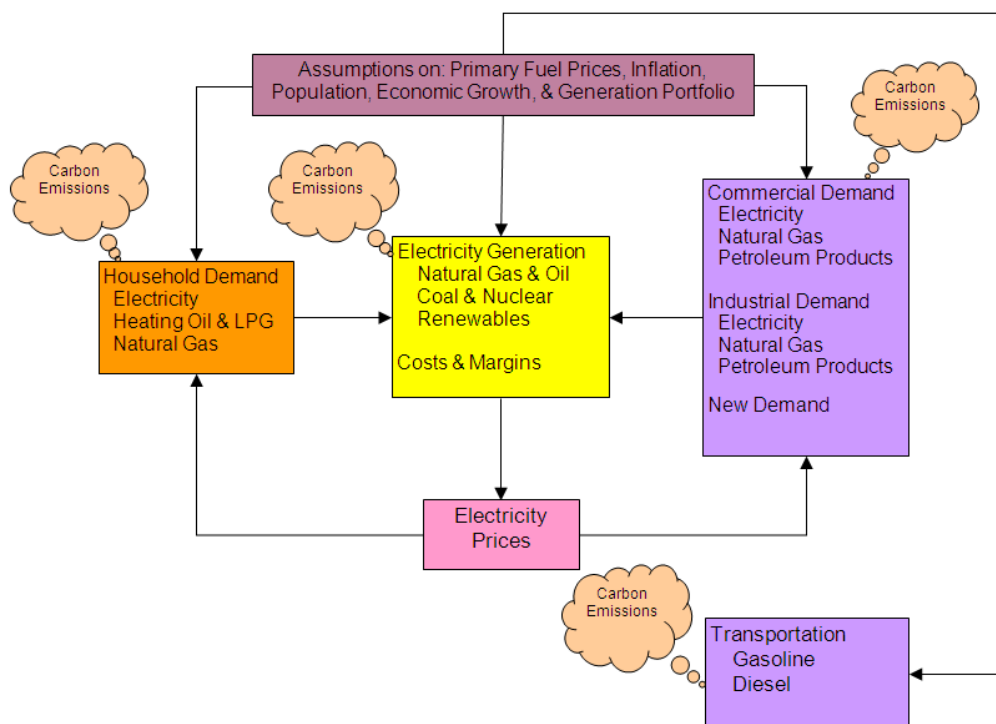 Assumptions on: Primary Fuel Prices, Inflation,
Population, Economic Growth, & Generation Portfolio
Carbon
Emissions
Carbon
Emissions
Carbon
Emissions
Household Demand
Electricity
Heating Oil & LPG
Natural Gas
Electricity Generation
Natural Gas & Oil
Coal & Nuclear
Renewables
Costs & Margins
Commercial Demand
Electricity
Natural Gas
Petroleum Products
Industrial Demand
Electricity
Natural Gas
Petroleum Products
New Demand
Electricity
Prices
Carbon
Emissions
Transportation
Gasoline
Diesel